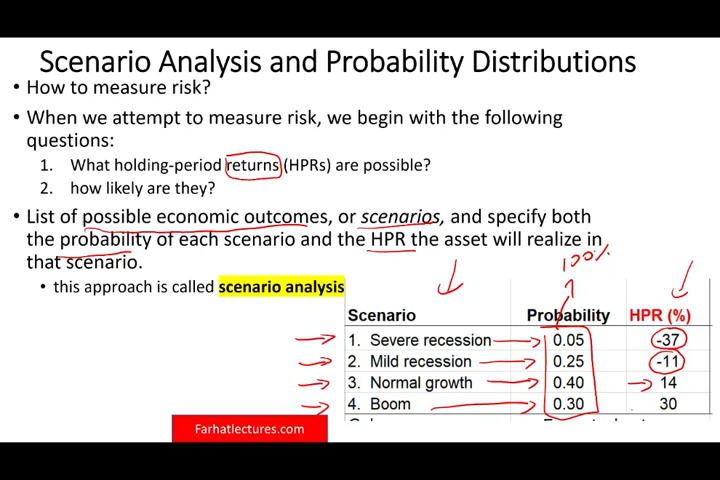 Scenario Analysis and Probability Distributions
• How to measure risk?
• When we attempt to measure risk, we begin with the following
questions:
1. What holding-period returns (HPRs) are possible?
2. how likely are they?
• List of possible economic outcomes, or scenarios, and specify both
the probability of each scenario and the HPR the asset will realize in
that scenario.
100%
• this approach is called scenario analysis
Scenario Probability HPR (%)
1. Severe recession 0.05 -37
2. Mild recession 0.25 -11
3. Normal growth 0.40 14
4. Boom 0.30 30
Farhatlectures.com